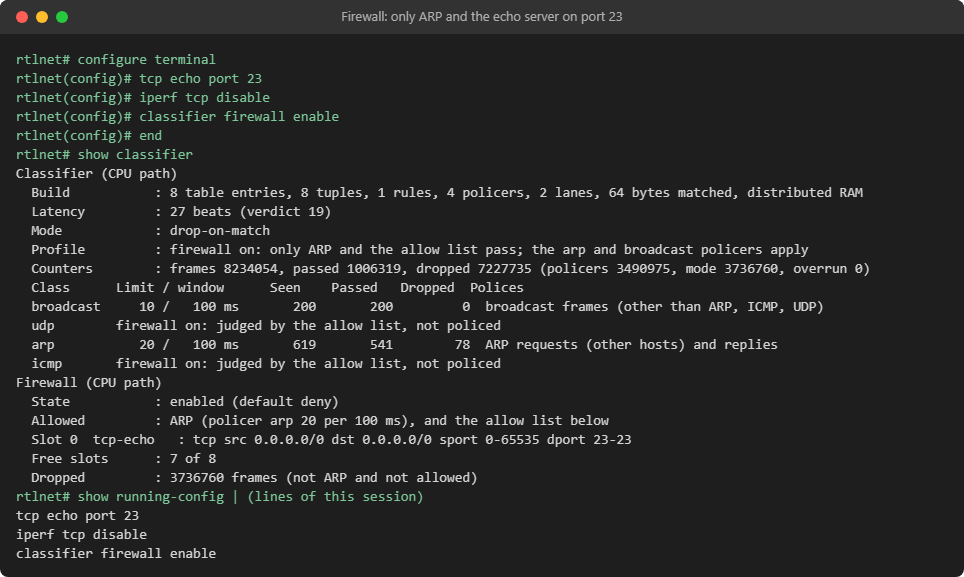 Firewall: only ARP and the echo server on port 23
rtlnet# configure terminal
rtlnet(config)# tcp echo port 23
rtlnet(config)# iperf tcp disable
rtlnet(config)# classifier firewall enable
rtlnet(config)# end
rtlnet# show classifier
Classifier (CPU path)
  Build           : 8 table entries, 8 tuples, 1 rules, 4 policers, 2 lanes, 64 bytes matched, distributed RAM
  Latency         : 27 beats (verdict 19)
  Mode            : drop-on-match
  Profile         : firewall on: only ARP and the allow list pass; the arp and broadcast policers apply
  Counters        : frames 8234054, passed 1006319, dropped 7227735 (policers 3490975, mode 3736760, overrun 0)
  Class      Limit / window      Seen    Passed   Dropped  Polices
  broadcast     10 /   100 ms       200       200         0  broadcast frames (other than ARP, ICMP, UDP)
  udp        firewall on: judged by the allow list, not policed
  arp           20 /   100 ms       619       541        78  ARP requests (other hosts) and replies
  icmp       firewall on: judged by the allow list, not policed
Firewall (CPU path)
  State           : enabled (default deny)
  Allowed         : ARP (policer arp 20 per 100 ms), and the allow list below
  Slot 0  tcp-echo   : tcp src 0.0.0.0/0 dst 0.0.0.0/0 sport 0-65535 dport 23-23
  Free slots      : 7 of 8
  Dropped         : 3736760 frames (not ARP and not allowed)
rtlnet# show running-config | (lines of this session)
tcp echo port 23
iperf tcp disable
classifier firewall enable